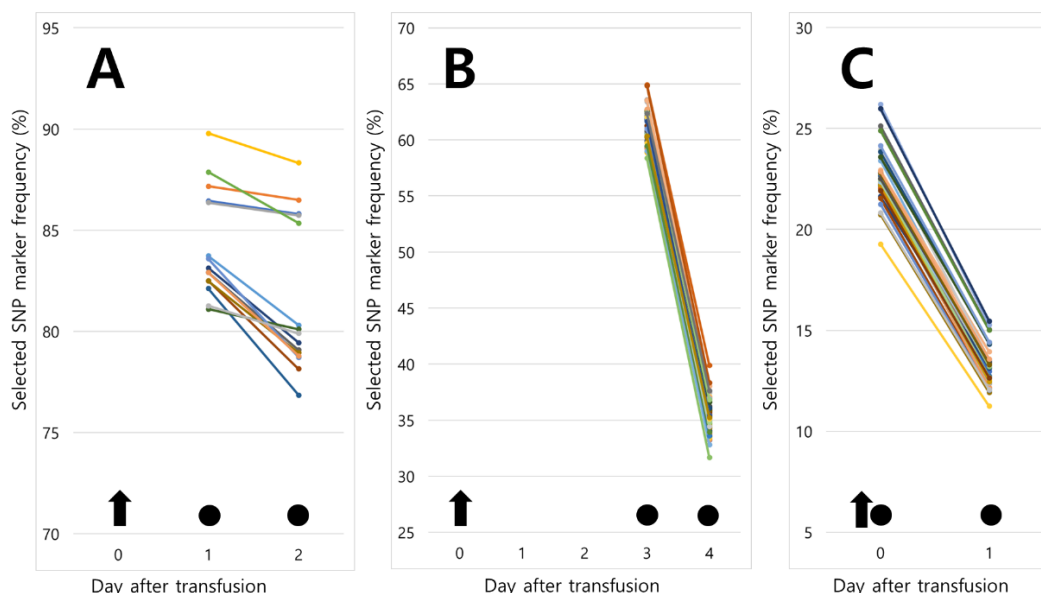 A
Selected SNP marker frequency (%)
95
90
85
80
75
70
0 1 2
Day after transfusion
B
Selected SNP marker frequency (%)
70
65
60
55
50
45
40
35
30
25
0 1 2 3 4
Day after transfusion
C
Selected SNP marker frequency (%)
30
25
20
15
10
5
0 1
Day after transfusion